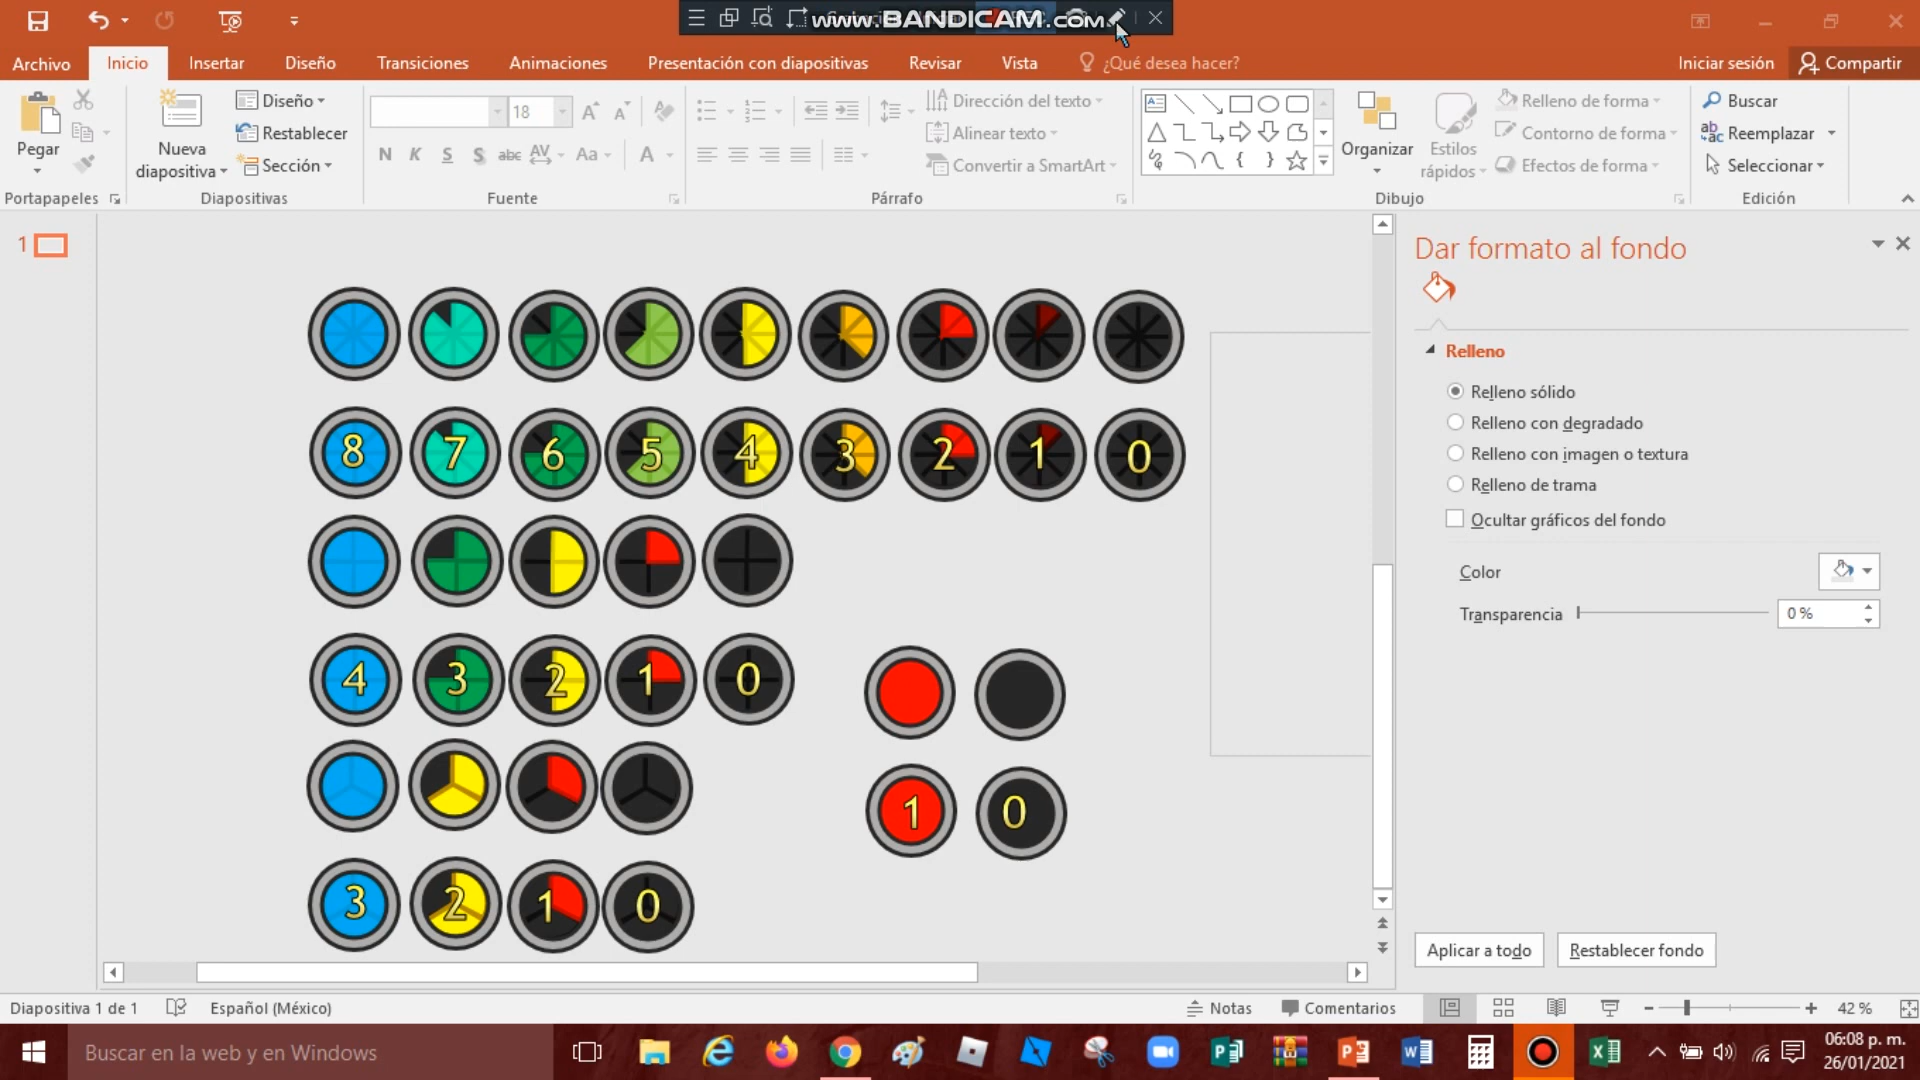 www.BANDICAM.com
Archivo Inicio Insertar Diseño Transiciones Animaciones Presentación con diapositivas Revisar Vista ¿Qué desea hacer? Iniciar sesión Compartir
Pegar
Nueva diapositiva
Diseño
Restablecer
Sección
18
N K S S abc AV Aa A
Dirección del texto
Alinear texto
Convertir a SmartArt
Organizar
Estilos rápidos
Relleno de forma
Contorno de forma
Efectos de forma
Buscar
Reemplazar
Seleccionar
Portapapeles Diapositivas Fuente Párrafo Dibujo Edición
1
8 7 6 5 4 3 2 1 0
4 3 2 1 0
1 0
3 2 1 0
Dar formato al fondo
Relleno
Relleno sólido
Relleno con degradado
Relleno con imagen o textura
Relleno de trama
Ocultar gráficos del fondo
Color
Transparencia 0 %
Aplicar a todo Restablecer fondo
Diapositiva 1 de 1 Español (México) Notas Comentarios 42 %
Buscar en la web y en Windows
06:08 p. m.
26/01/2021